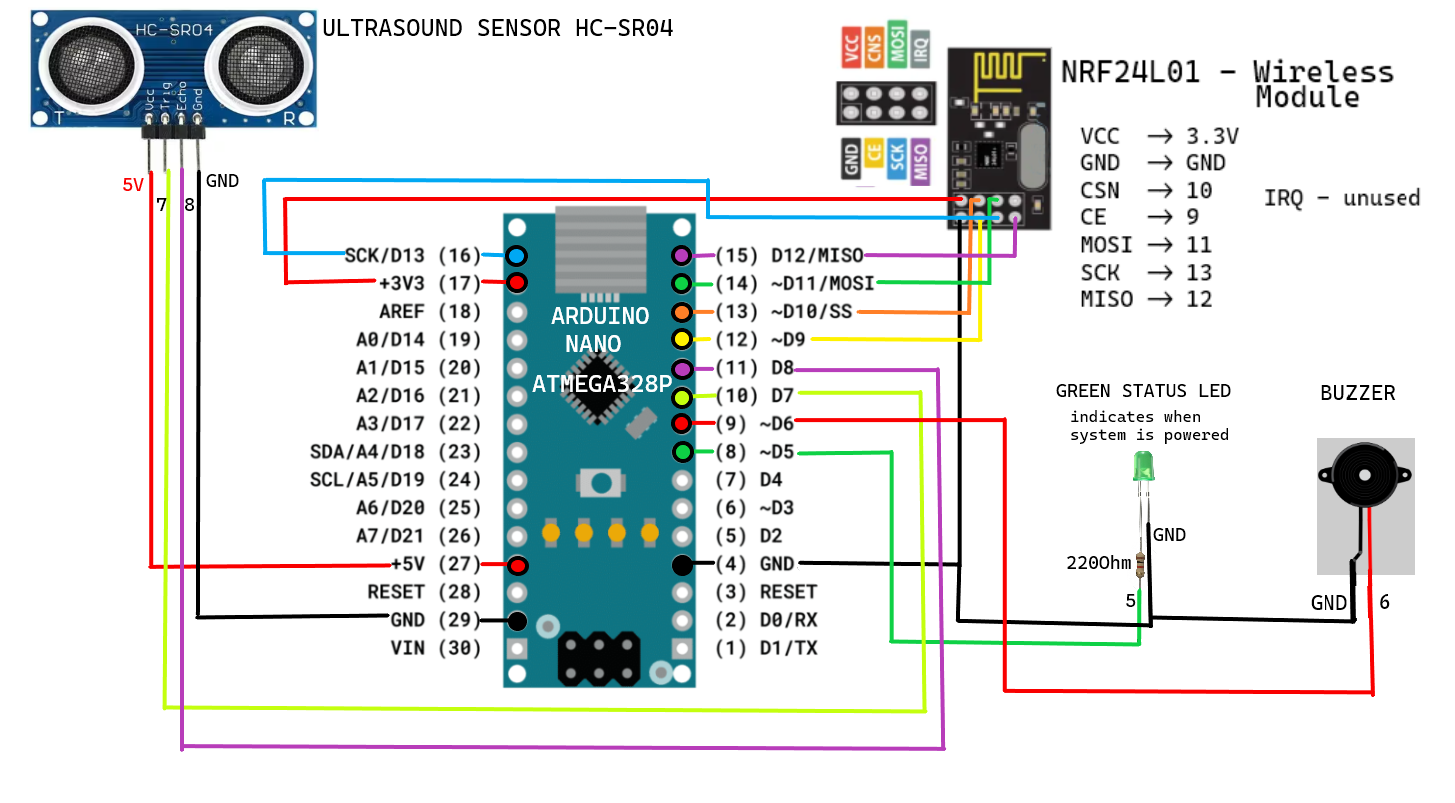 HC-SR04
Vcc
Trig
Echo
Gnd
T
R
ULTRASOUND SENSOR HC-SR04
5V
7
8
GND
VCC
CNS
MOSI
IRQ
GND
CE
SCK
MISO
NRF24L01 - Wireless
Module
VCC → 3.3V
GND → GND
CSN → 10
CE → 9
MOSI → 11
SCK → 13
MISO → 12
IRQ - unused
SCK/D13 (16)
+3V3 (17)
AREF (18)
A0/D14 (19)
A1/D15 (20)
A2/D16 (21)
A3/D17 (22)
SDA/A4/D18 (23)
SCL/A5/D19 (24)
A6/D20 (25)
A7/D21 (26)
+5V (27)
RESET (28)
GND (29)
VIN (30)
ARDUINO
NANO
ATMEGA328P
(15) D12/MISO
(14) ~D11/MOSI
(13) ~D10/SS
(12) ~D9
(11) D8
(10) D7
(9) ~D6
(8) ~D5
(7) D4
(6) ~D3
(5) D2
(4) GND
(3) RESET
(2) D0/RX
(1) D1/TX
GREEN STATUS LED
indicates when
system is powered
GND
220Ohm
5
BUZZER
GND
6